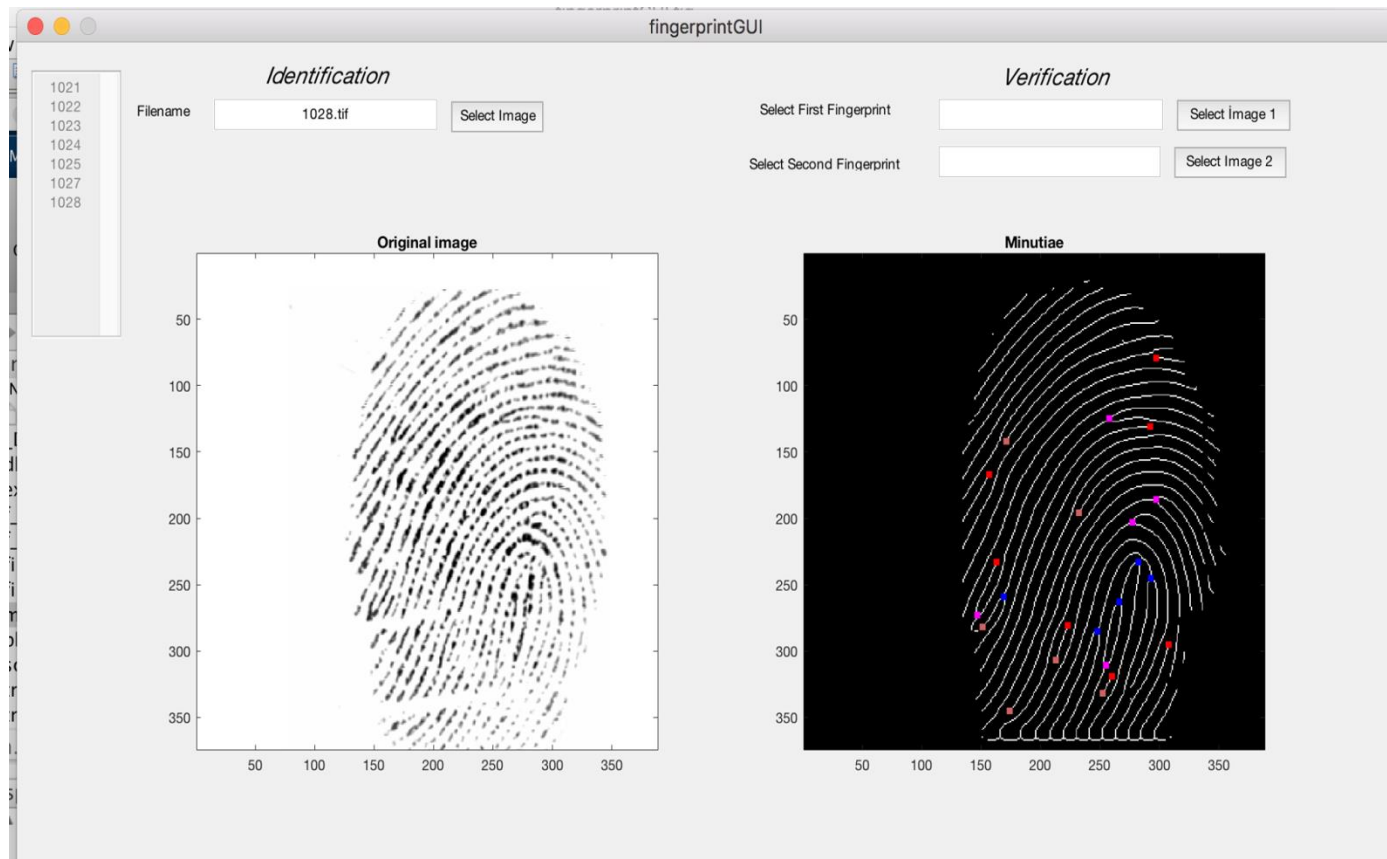 fingerprintGUI
1021
1022
1023
1024
1025
1027
1028
Identification
Filename
1028.tif
Select Image
Verification
Select First Fingerprint
Select İmage 1
Select Second Fingerprint
Select Image 2
Original image
50
100
150
200
250
300
350
50 100 150 200 250 300 350
Minutiae
50
100
150
200
250
300
350
50 100 150 200 250 300 350